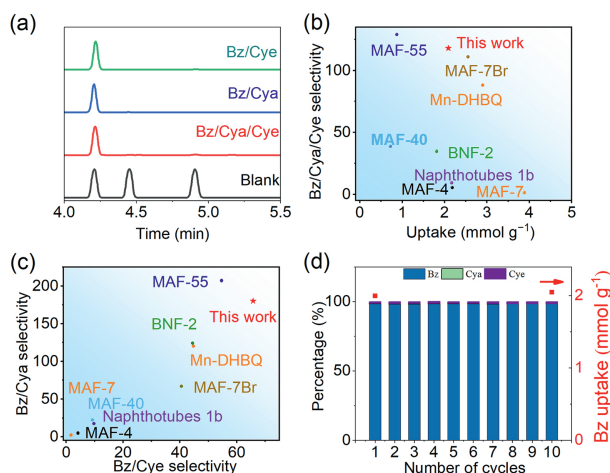 (a)
Bz/Cye
Bz/Cya
Bz/Cya/Cye
Blank
4.0 4.5 5.0 5.5
Time (min)
(b)
Bz/Cya/Cye selectivity
100
50
0
MAF-55
This work
MAF-7Br
Mn-DHBQ
MAF-40
BNF-2
Naphthotubes 1b
MAF-4
MAF-7
0 1 2 3 4 5
Uptake (mmol g⁻¹)
(c)
Bz/Cya selectivity
200
150
100
50
0
MAF-55
This work
BNF-2
Mn-DHBQ
MAF-7
MAF-7Br
MAF-40
Naphthotubes 1b
MAF-4
0 20 40 60
Bz/Cye selectivity
(d)
Bz Cya Cye
Percentage (%)
100
50
0
1 2 3 4 5 6 7 8 9 10
Number of cycles
2
1
0
Bz uptake (mmol g⁻¹)